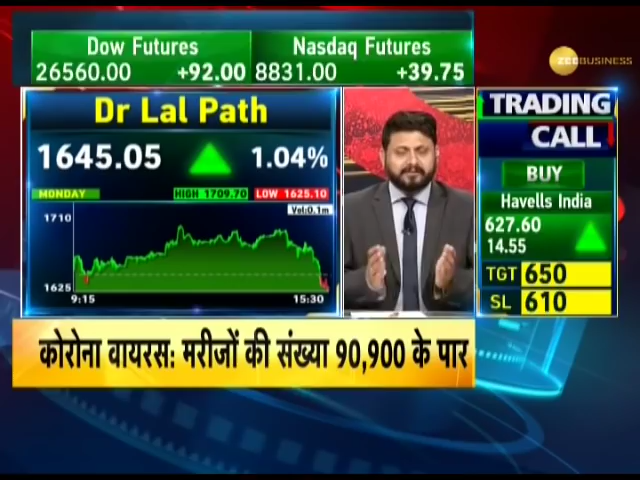 Dow Futures
26560.00 +92.00
Nasdaq Futures
8831.00 +39.75
ZEEBUSINESS
Dr Lal Path
1645.05 1.04%
MONDAY HIGH 1709.70 LOW 1625.10
Vol:0.1m
1710
1625
9:15 15:30
TRADING
CALL
BUY
Havells India
627.60
14.55
TGT 650
SL 610
कोरोना वायरस: मरीजों की संख्या 90,900 के पार